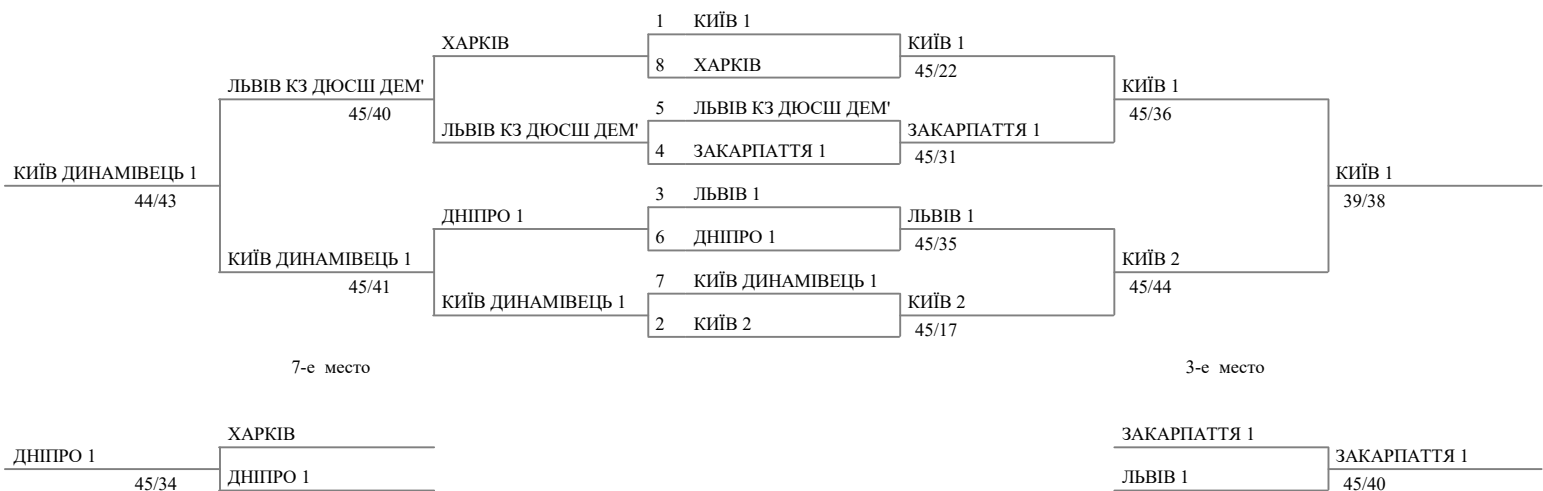 1 КИЇВ 1
ХАРКІВ КИЇВ 1
8 ХАРКІВ 45/22
ЛЬВІВ КЗ ДЮСШ ДЕМ' КИЇВ 1
45/40 5 ЛЬВІВ КЗ ДЮСШ ДЕМ' 45/36
ЛЬВІВ КЗ ДЮСШ ДЕМ' ЗАКАРПАТТЯ 1
4 ЗАКАРПАТТЯ 1 45/31
КИЇВ ДИНАМІВЕЦЬ 1 КИЇВ 1
44/43 3 ЛЬВІВ 1 39/38
ДНІПРО 1 ЛЬВІВ 1
6 ДНІПРО 1 45/35
КИЇВ ДИНАМІВЕЦЬ 1 КИЇВ 2
45/41 7 КИЇВ ДИНАМІВЕЦЬ 1 45/44
КИЇВ ДИНАМІВЕЦЬ 1 КИЇВ 2
2 КИЇВ 2 45/17
7-е место 3-е место
ХАРКІВ ЗАКАРПАТТЯ 1
ДНІПРО 1 ЗАКАРПАТТЯ 1
45/34 ДНІПРО 1 ЛЬВІВ 1 45/40